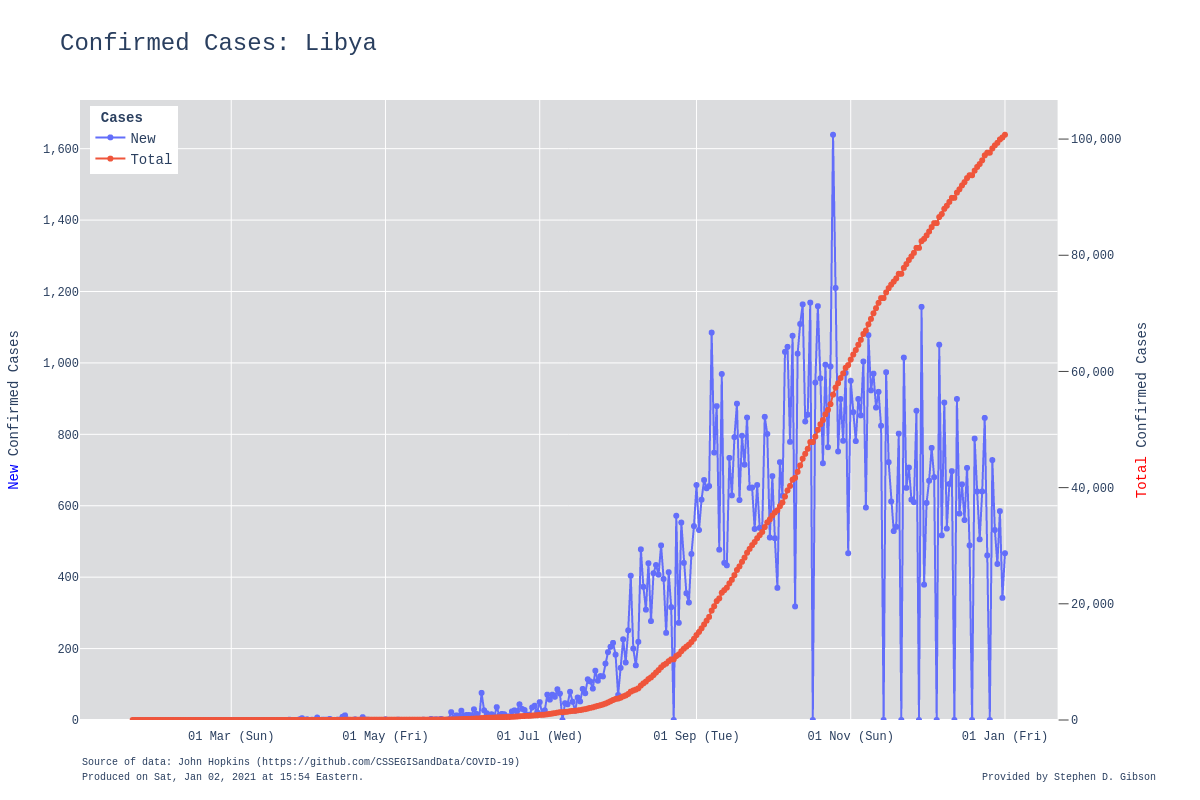 Confirmed Cases: Libya
Cases
New
Total
1,600
1,400
1,200
1,000
800
600
400
200
0
New Confirmed Cases
100,000
80,000
60,000
40,000
20,000
0
Total Confirmed Cases
01 Mar (Sun) 01 May (Fri) 01 Jul (Wed) 01 Sep (Tue) 01 Nov (Sun) 01 Jan (Fri)
Source of data: John Hopkins (https://github.com/CSSEGISandData/COVID-19)
Produced on Sat, Jan 02, 2021 at 15:54 Eastern.
Provided by Stephen D. Gibson